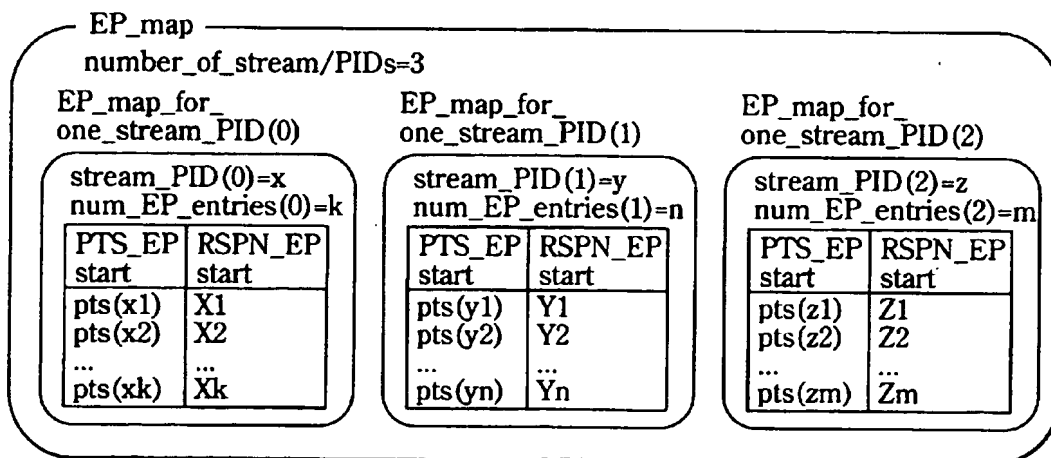 EP_map
number_of_stream/PIDs=3
EP_map_for_
one_stream_PID(0)
stream_PID(0)=x
num_EP_entries(0)=k
PTS_EP RSPN_EP
start start
pts(x1) X1
pts(x2) X2
... ...
pts(xk) Xk
EP_map_for_
one_stream_PID(1)
stream_PID(1)=y
num_EP_entries(1)=n
PTS_EP RSPN_EP
start start
pts(y1) Y1
pts(y2) Y2
... ...
pts(yn) Yn
EP_map_for_
one_stream_PID(2)
stream_PID(2)=z
num_EP_entries(2)=m
PTS_EP RSPN_EP
start start
pts(z1) Z1
pts(z2) Z2
... ...
pts(zm) Zm